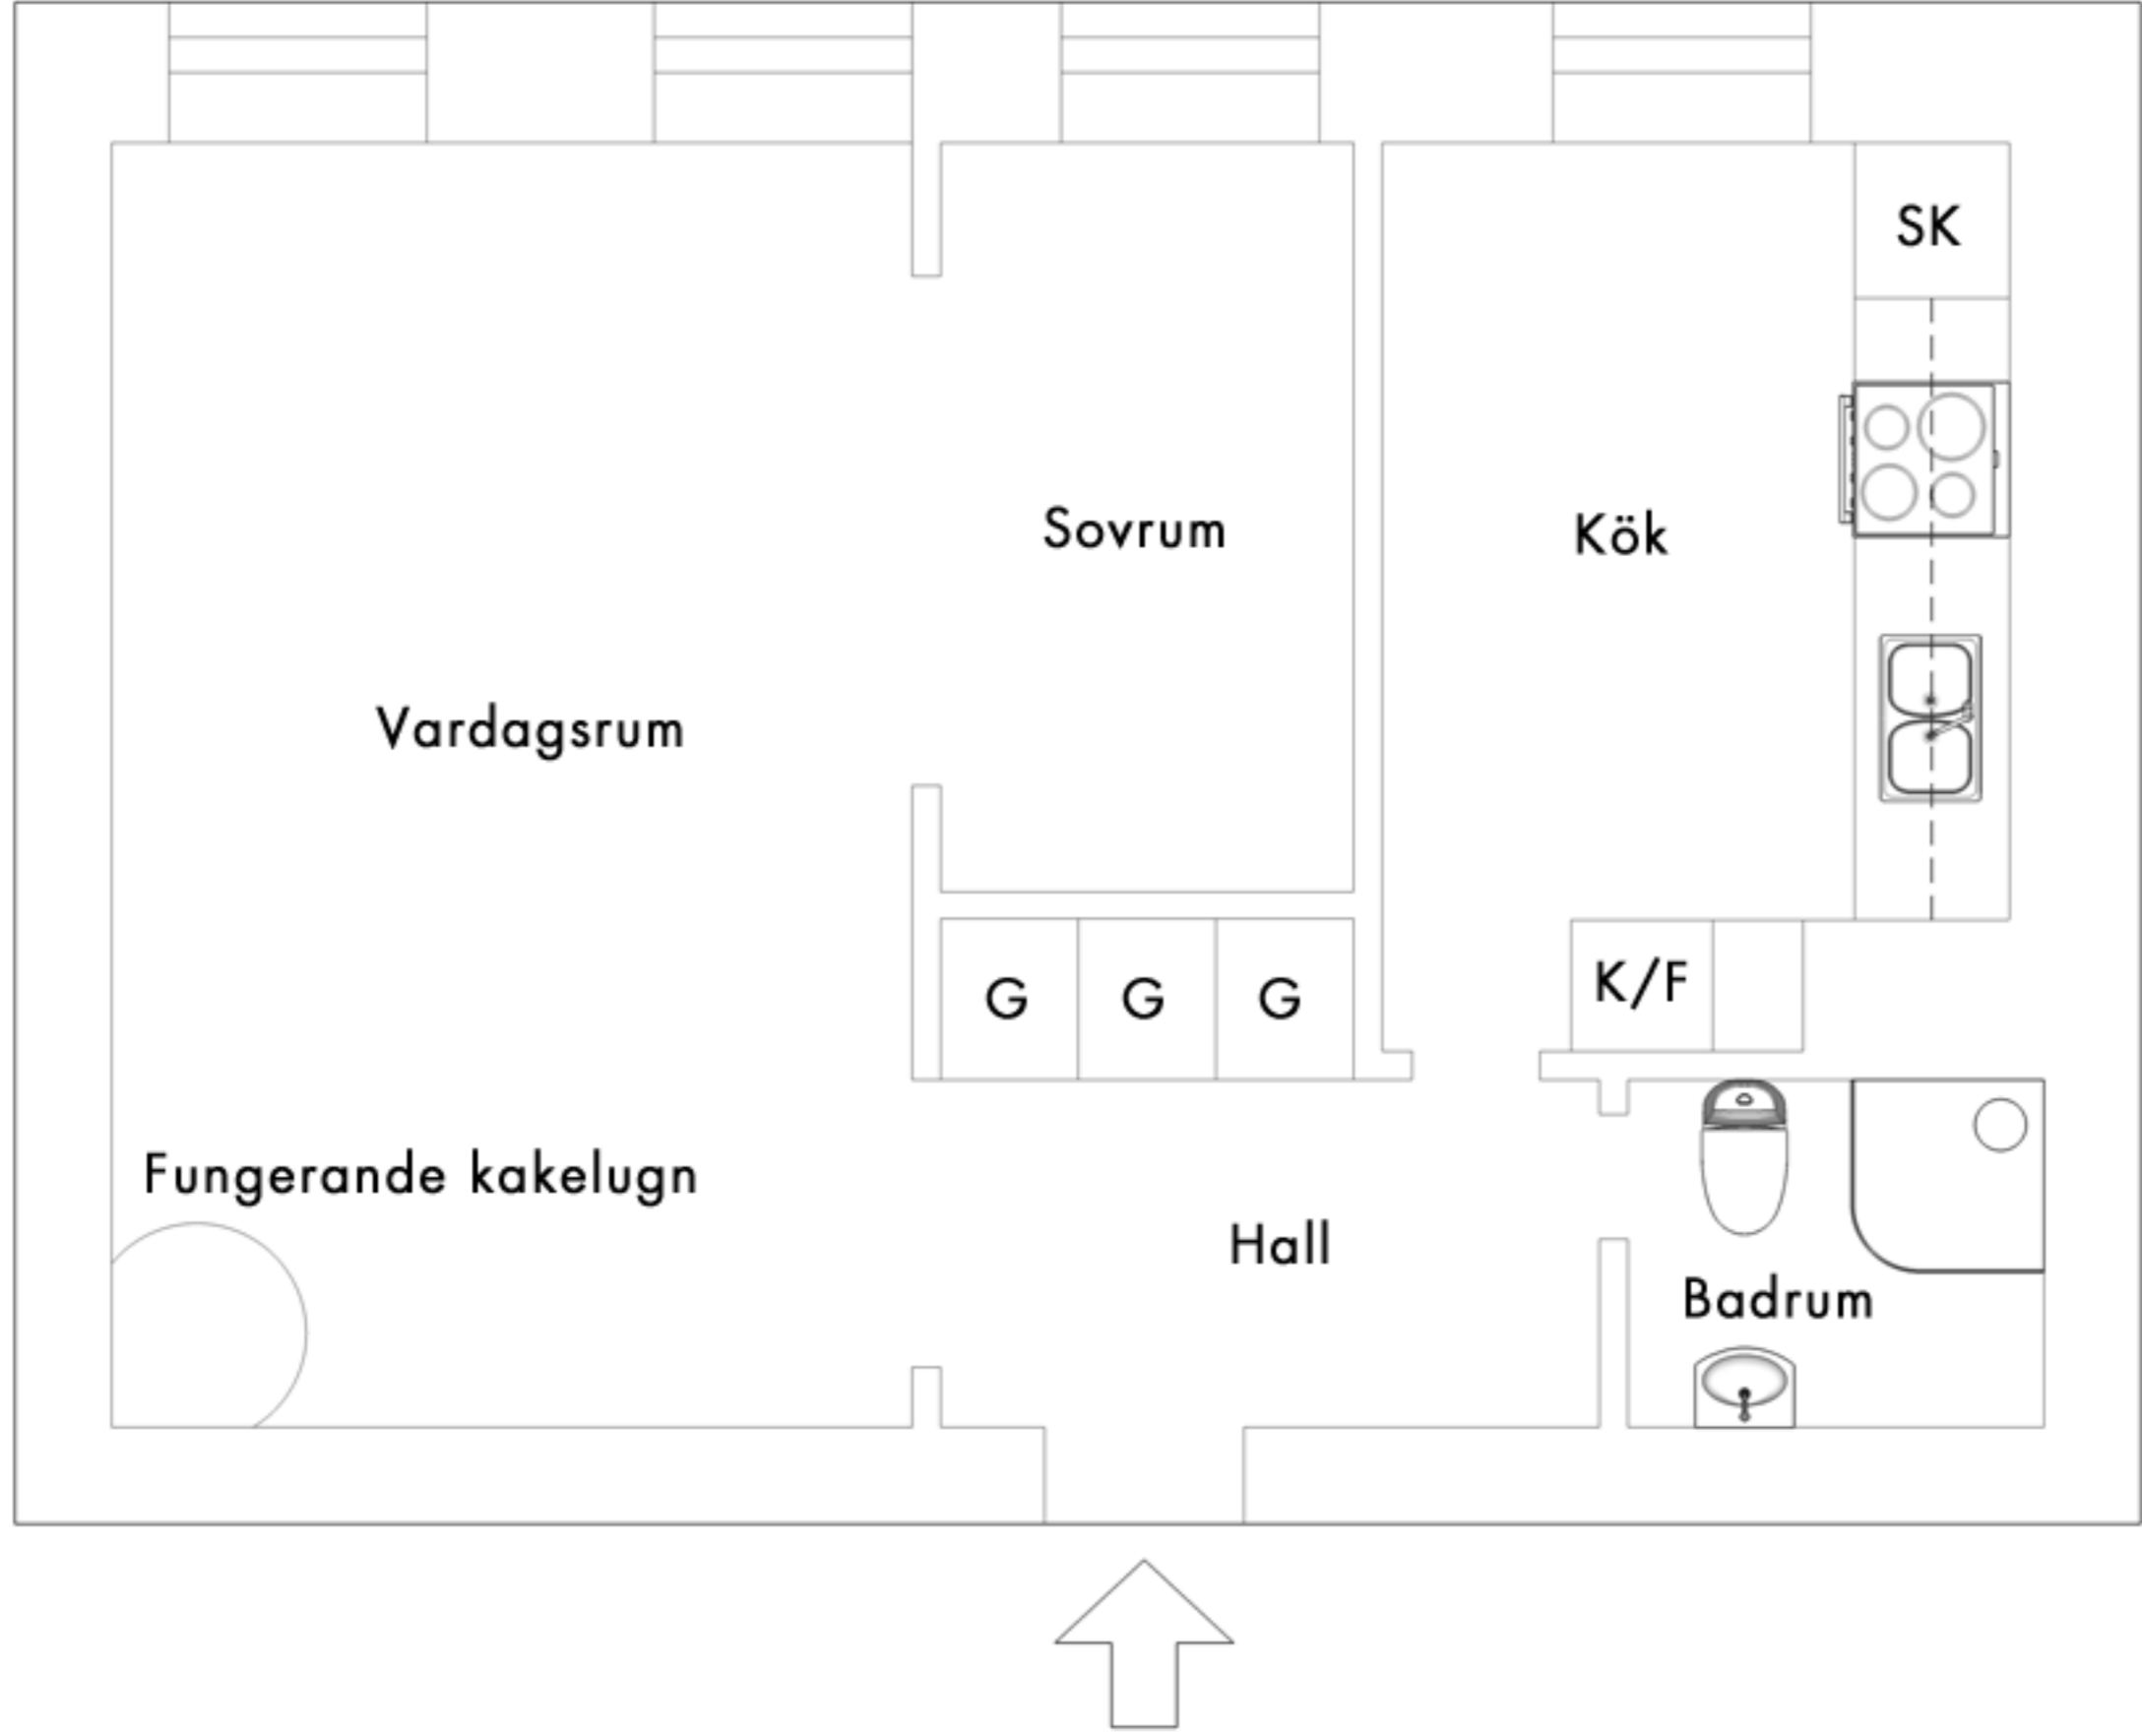 SK
Sovrum
Kök
Vardagsrum
K/F
G G G
Fungerande kakelugn
Hall
Badrum